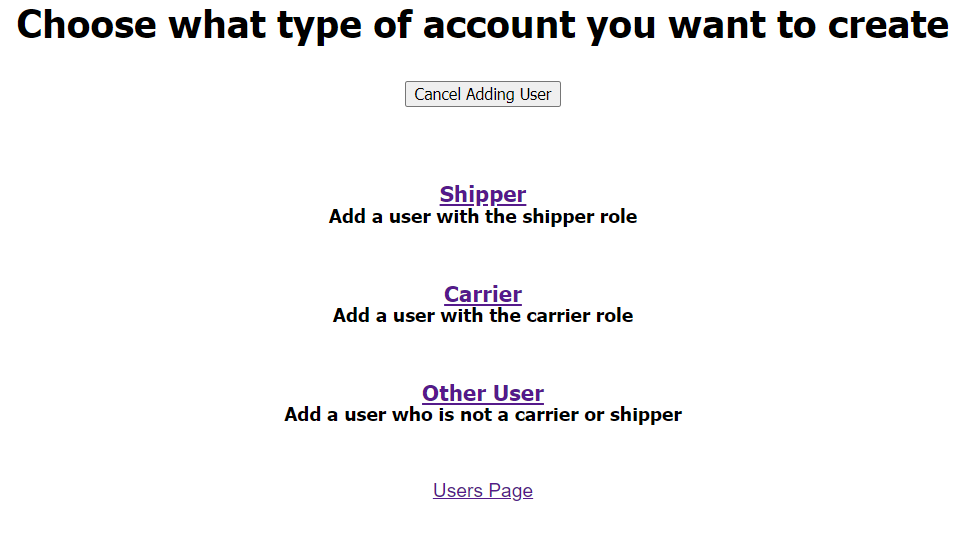 Choose what type of account you want to create
Cancel Adding User
Shipper
Add a user with the shipper role
Carrier
Add a user with the carrier role
Other User
Add a user who is not a carrier or shipper
Users Page